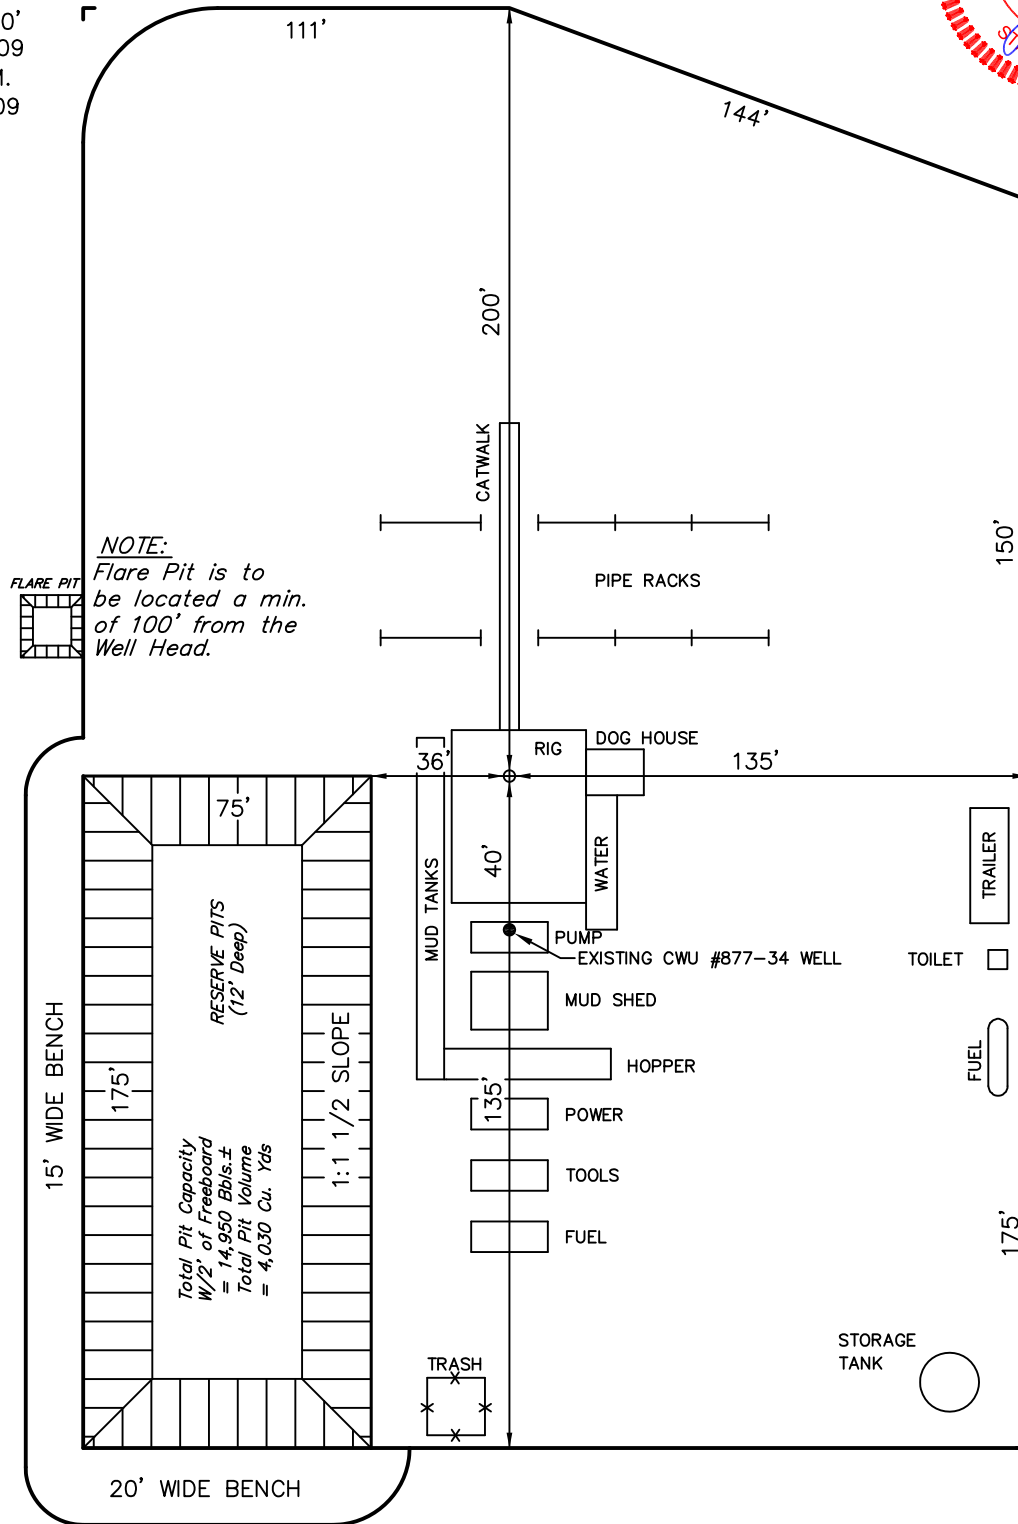 0'
09
M.
09
111'
144'
200'
CATWALK
150'
NOTE:
Flare Pit is to
be located a min.
of 100' from the
Well Head.
FLARE PIT
PIPE RACKS
RIG
DOG HOUSE
36'
135'
75'
40'
WATER
MUD TANKS
TRAILER
RESERVE PITS
(12' Deep)
PUMP
EXISTING CWU #877-34 WELL
TOILET
MUD SHED
15' WIDE BENCH
175'
1:1 1/2 SLOPE
HOPPER
FUEL
135'
POWER
TOOLS
FUEL
Total Pit Capacity
W/2' of Freeboard
= 14,950 Bbls.±
Total Pit Volume
= 4,030 Cu. Yds
175'
STORAGE
TANK
TRASH
20' WIDE BENCH